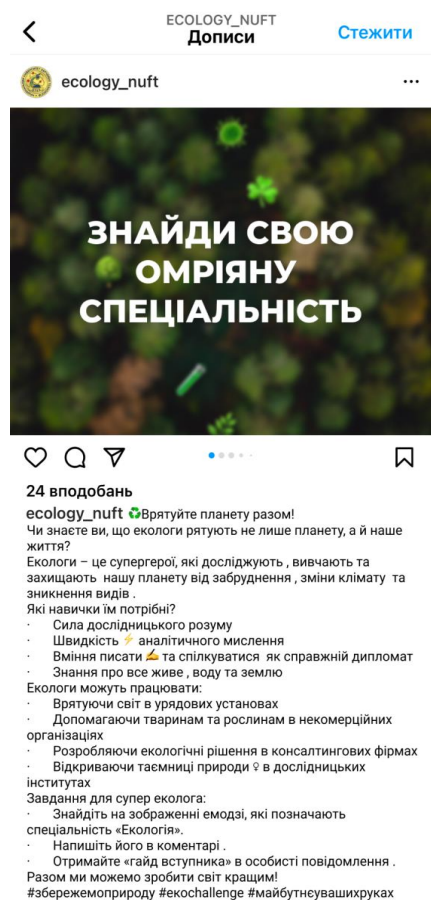 ECOLOGY_NUFT
Дописи
Стежити
ecology_nuft
ЗНАЙДИ СВОЮ
ОМРІЯНУ
СПЕЦІАЛЬНІСТЬ
24 вподобань
ecology_nuft ♻️Врятуйте планету разом!
Чи знаєте ви, що екологи рятують не лише планету, а й наше
життя?
Екологи – це супергерої, які досліджують , вивчають та
захищають нашу планету від забруднення , зміни клімату та
зникнення видів .
Які навички їм потрібні?
· Сила дослідницького розуму
· Швидкість ⚡ аналітичного мислення
· Вміння писати ✍️ та спілкуватися як справжній дипломат
· Знання про все живе , воду та землю
Екологи можуть працювати:
· Врятуючи світ в урядових установах
· Допомагаючи тваринам та рослинам в некомерційних
організаціях
· Розробляючи екологічні рішення в консалтингових фірмах
· Відкриваючи таємниці природи ♀ в дослідницьких
інститутах
Завдання для супер еколога:
· Знайдіть на зображенні емодзі, які позначають
спеціальність «Екологія».
· Напишіть його в коментарі .
· Отримайте «гайд вступника» в особисті повідомлення .
Разом ми можемо зробити світ кращим!
#збережемоприроду #екоchallenge #майбутнєувашихруках